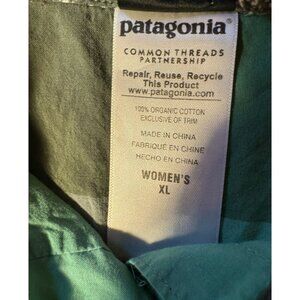 patagonia®
COMMON THREADS
PARTNERSHIP
Repair, Reuse, Recycle
This Product
www.patagonia.com
100% ORGANIC COTTON
EXCLUSIVE OF TRIM
MADE IN CHINA
FABRIQUÉ EN CHINE
HECHO EN CHINA
WOMEN'S
XL